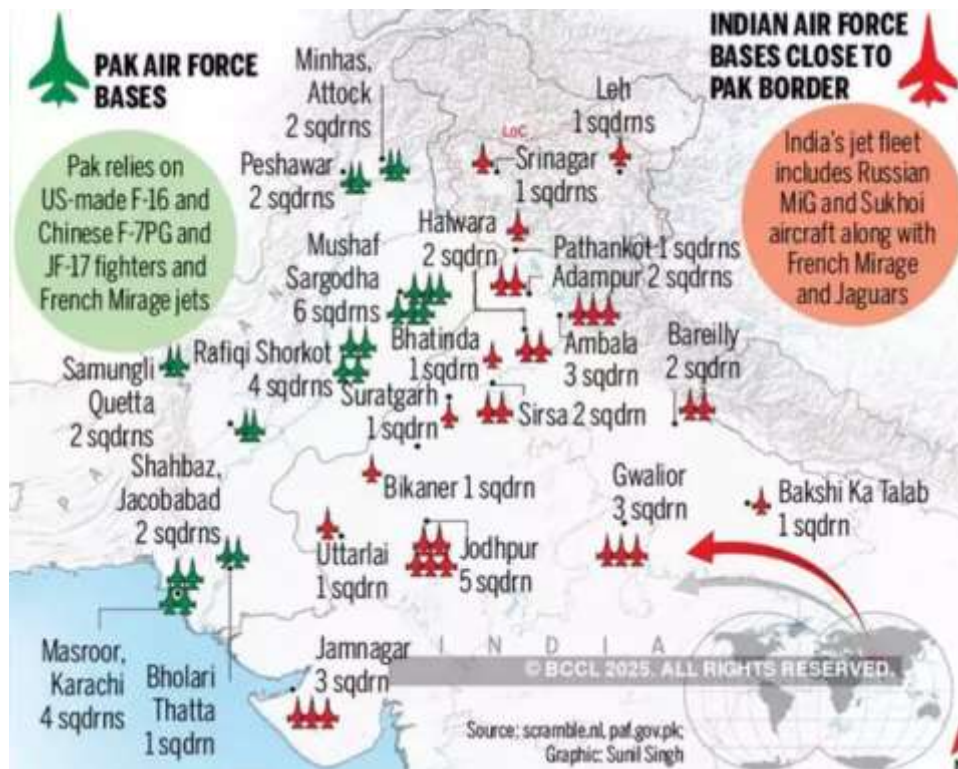 PAK AIR FORCE
BASES
Pak relies on
US-made F-16 and
Chinese F-7PG and
JF-17 fighters and
French Mirage jets
INDIAN AIR FORCE
BASES CLOSE TO
PAK BORDER
India's jet fleet
includes Russian
MiG and Sukhoi
aircraft along with
French Mirage
and Jaguars
Minhas,
Attock
2 sqdrns
Peshawar
2 sqdrns
Mushaf
Sargodha
6 sqdrns
Rafiqi Shorkot
4 sqdrns
Samungli
Quetta
2 sqdrns
Shahbaz,
Jacobabad
2 sqdrns
Masroor,
Karachi
4 sqdrns
Bholari
Thatta
1 sqdrn
LoC
Leh
1 sqdrns
Srinagar
1 sqdrns
Halwara
2 sqdrn
Pathankot 1 sqdrns
Adampur 2 sqdrns
Ambala
3 sqdrn
Bhatinda
1 sqdrn
Bareilly
2 sqdrn
Suratgarh
1 sqdrn
Sirsa 2 sqdrn
Bikaner 1 sqdrn
Gwalior
3 sqdrn
Bakshi Ka Talab
1 sqdrn
Uttarlai
1 sqdrn
Jodhpur
5 sqdrn
Jamnagar
3 sqdrn
I N D I A
© BCCL 2025. ALL RIGHTS RESERVED.
Source: scramble.nl, paf.gov.pk;
Graphic: Sunil Singh